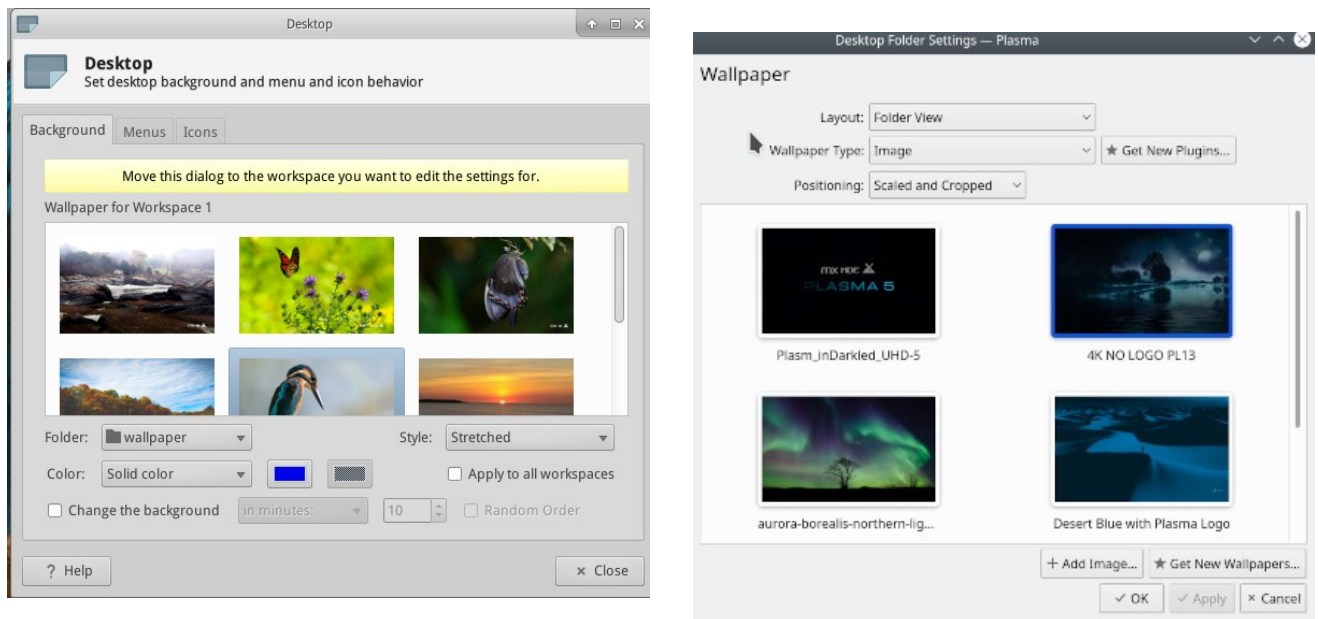 Desktop
Desktop
Set desktop background and menu and icon behavior
Background Menus Icons
Move this dialog to the workspace you want to edit the settings for.
Wallpaper for Workspace 1
Folder: wallpaper Style: Stretched
Color: Solid color Apply to all workspaces
Change the background in minutes: 10 Random Order
? Help × Close
Desktop Folder Settings — Plasma
Wallpaper
Layout: Folder View
Wallpaper Type: Image ★ Get New Plugins...
Positioning: Scaled and Cropped
MX HDC
PLASMA 5
Plasm_inDarkled_UHD-5 4K NO LOGO PL13
aurora-borealis-northern-lig... Desert Blue with Plasma Logo
+ Add Image... ★ Get New Wallpapers...
✓ OK ✓ Apply × Cancel